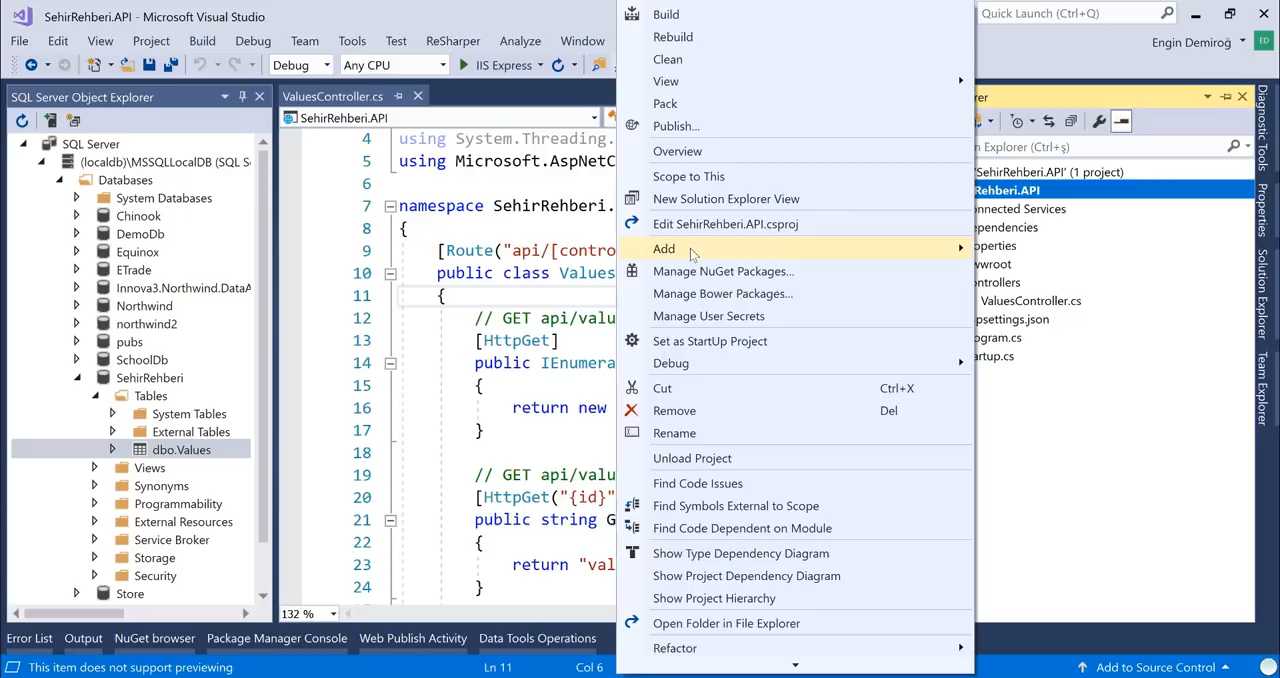 SehirRehberi.API - Microsoft Visual Studio
Quick Launch (Ctrl+Q)
File Edit View Project Build Debug Team Tools Test ReSharper Analyze Window
Engin Demiroğ
ED
Debug Any CPU IIS Express
SQL Server Object Explorer
SQL Server
(localdb)\MSSQLLocalDB (SQL S
Databases
System Databases
Chinook
DemoDb
Equinox
ETrade
Innova3.Northwind.DataA
Northwind
northwind2
pubs
SchoolDb
SehirRehberi
Tables
System Tables
External Tables
dbo.Values
Views
Synonyms
Programmability
External Resources
Service Broker
Storage
Security
Store
ValuesController.cs
SehirRehberi.API
4 using System.Threading.
5 using Microsoft.AspNetC
6
7 namespace SehirRehberi.
8 {
9 [Route("api/[contro
10 public class Values
11 {
12 // GET api/valu
13 [HttpGet]
14 public IEnumera
15 {
16 return new
17 }
18
19 // GET api/valu
20 [HttpGet("{id}"
21 public string G
22 {
23 return "val
24 }
132 %
Build
Rebuild
Clean
View
Pack
Publish...
Overview
Scope to This
New Solution Explorer View
Edit SehirRehberi.API.csproj
Add
Manage NuGet Packages...
Manage Bower Packages...
Manage User Secrets
Set as StartUp Project
Debug
Cut Ctrl+X
Remove Del
Rename
Unload Project
Find Code Issues
Find Symbols External to Scope
Find Code Dependent on Module
Show Type Dependency Diagram
Show Project Dependency Diagram
Show Project Hierarchy
Open Folder in File Explorer
Refactor
rer
Explorer (Ctrl+ş)
'SehirRehberi.API' (1 project)
Rehberi.API
nnected Services
ependencies
operties
wwroot
ontrollers
ValuesController.cs
psettings.json
ogram.cs
artup.cs
Diagnostic Tools
Properties
Solution Explorer
Team Explorer
Error List Output NuGet browser Package Manager Console Web Publish Activity Data Tools Operations
This item does not support previewing Ln 11 Col 6 Add to Source Control